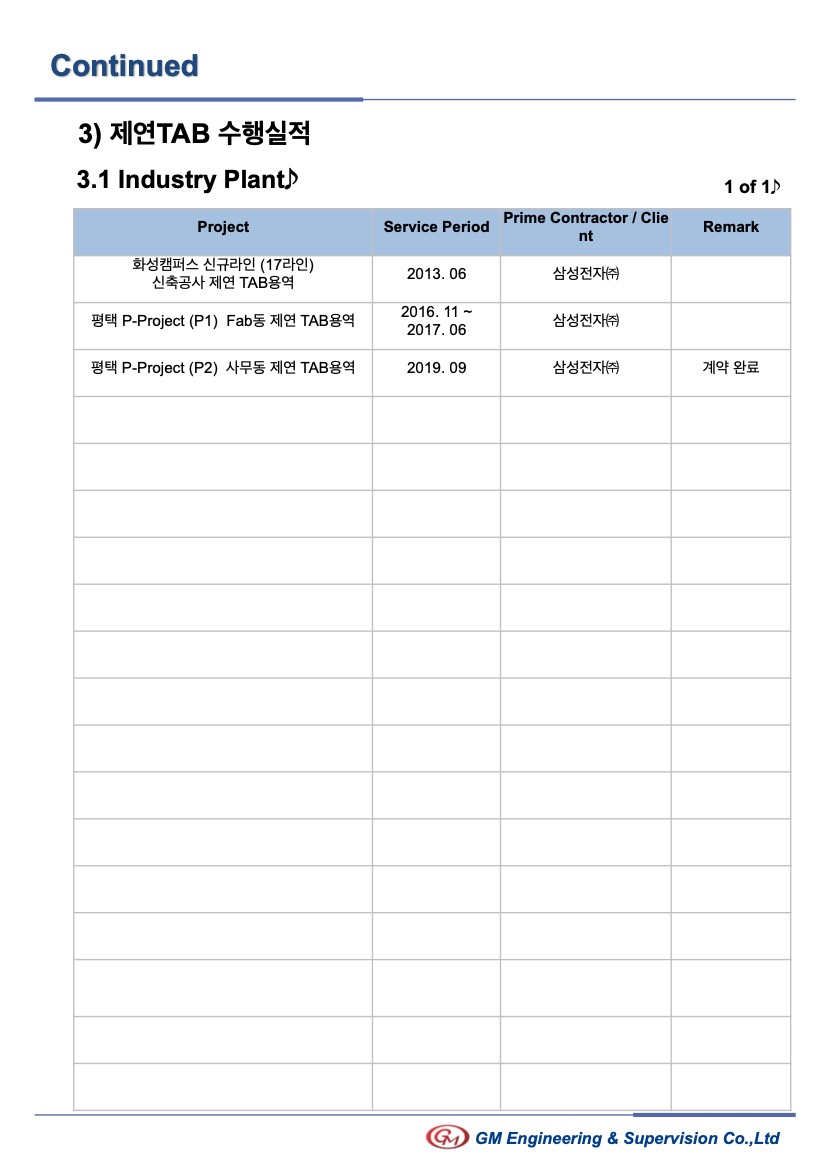 Continued
3) 제연TAB 수행실적
3.1 Industry Plant♪
1 of 1♪
Project
Service Period
Prime Contractor / Clie
nt
Remark
화성캠퍼스 신규라인 (17라인)
신축공사 제연 TAB용역
2013. 06
삼성전자㈜
평택 P-Project (P1)  Fab동 제연 TAB용역
2016. 11 ~
2017. 06
삼성전자㈜
평택 P-Project (P2)  사무동 제연 TAB용역
2019. 09
삼성전자㈜
계약 완료
GM
GM Engineering & Supervision Co.,Ltd